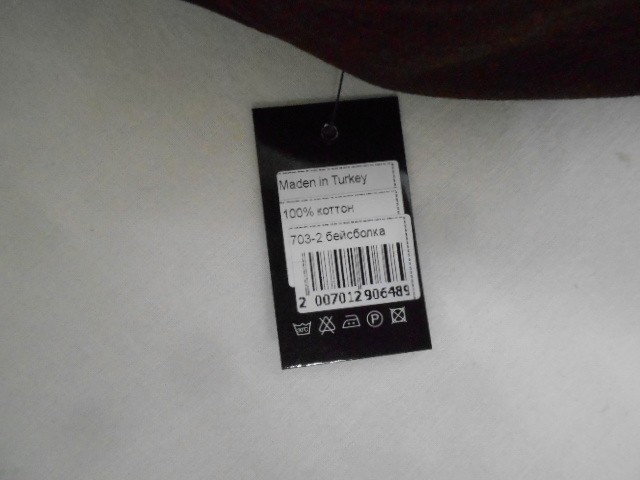 Maden in Turkey
100% коттон
703-2 бейсболка
2 007012 906489
P